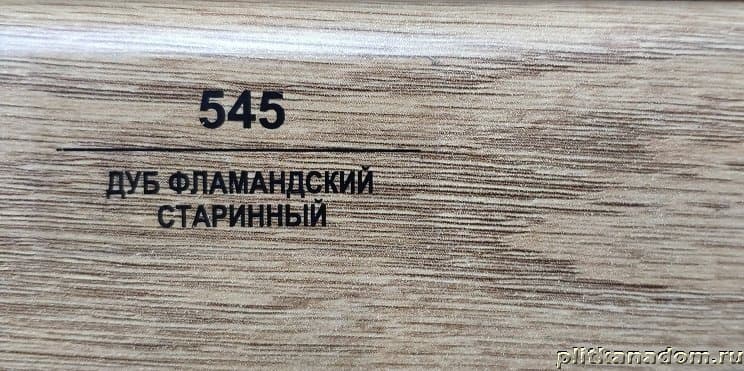 545
ДУБ ФЛАМАНДСКИЙ
СТАРИННЫЙ
plitkanadom.ru